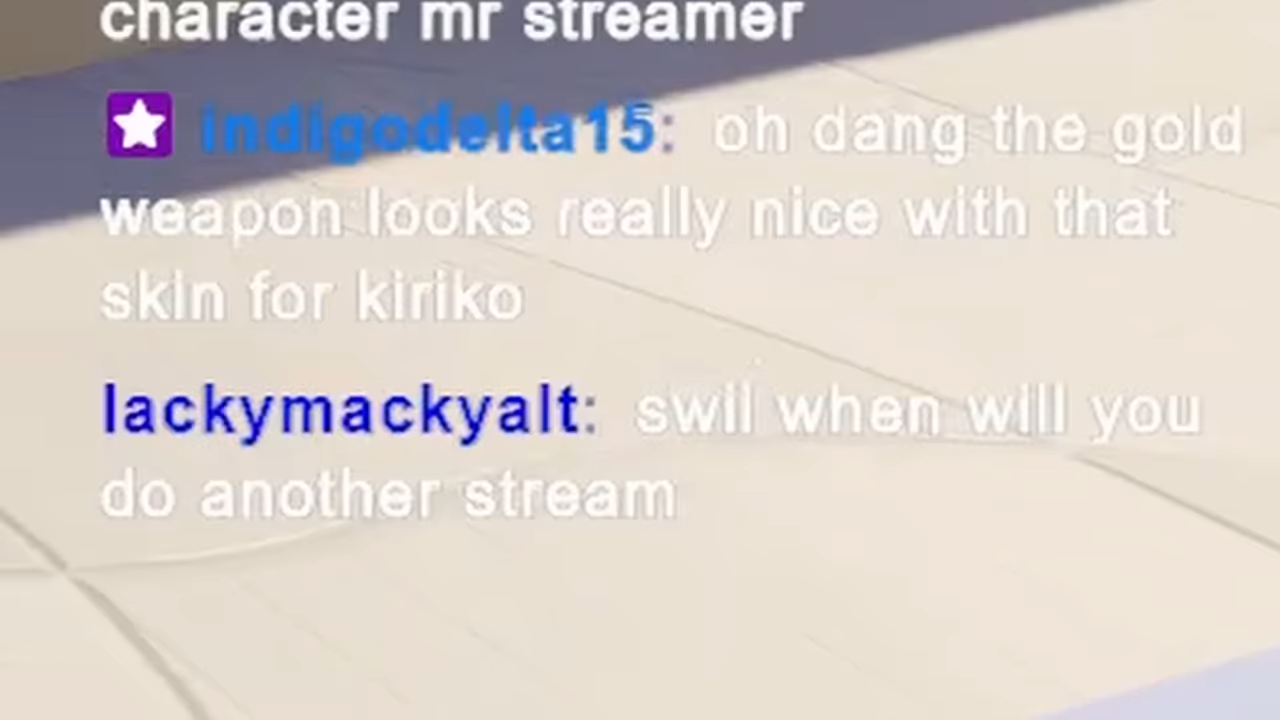 character mr streamer
indigodelta15: oh dang the gold
weapon looks really nice with that
skin for kiriko
lackymackyalt: swil when will you
do another stream